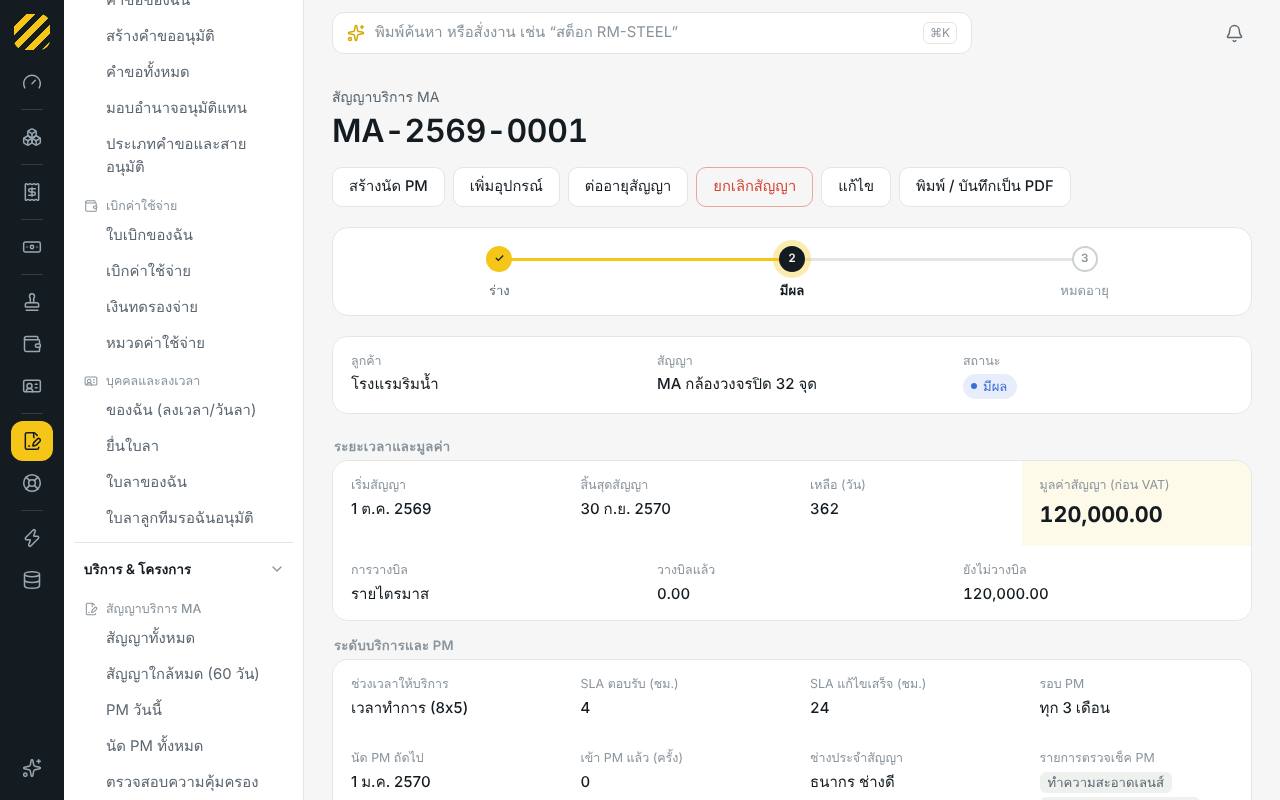 คำขอของฉัน
สร้างคำขออนุมัติ
คำขอทั้งหมด
มอบอำนาจอนุมัติแทน
ประเภทคำขอและสาย
อนุมัติ
เบิกค่าใช้จ่าย
ใบเบิกของฉัน
เบิกค่าใช้จ่าย
เงินทดรองจ่าย
หมวดค่าใช้จ่าย
บุคคลและลงเวลา
ของฉัน (ลงเวลา/วันลา)
ยื่นใบลา
ใบลาของฉัน
ใบลาลูกทีมรอฉันอนุมัติ
บริการ & โครงการ
สัญญาบริการ MA
สัญญาทั้งหมด
สัญญาใกล้หมด (60 วัน)
PM วันนี้
นัด PM ทั้งหมด
ตรวจสอบความคุ้มครอง
พิมพ์ค้นหา หรือสั่งงาน เช่น “สต็อก RM-STEEL” ⌘K
สัญญาบริการ MA
MA-2569-0001
สร้างนัด PM เพิ่มอุปกรณ์ ต่ออายุสัญญา ยกเลิกสัญญา แก้ไข พิมพ์ / บันทึกเป็น PDF
2 3
ร่าง มีผล หมดอายุ
ลูกค้า สัญญา สถานะ
โรงแรมริมน้ำ MA กล้องวงจรปิด 32 จุด มีผล
ระยะเวลาและมูลค่า
เริ่มสัญญา สิ้นสุดสัญญา เหลือ (วัน) มูลค่าสัญญา (ก่อน VAT)
1 ต.ค. 2569 30 ก.ย. 2570 362 120,000.00
การวางบิล วางบิลแล้ว ยังไม่วางบิล
รายไตรมาส 0.00 120,000.00
ระดับบริการและ PM
ช่วงเวลาให้บริการ SLA ตอบรับ (ชม.) SLA แก้ไขเสร็จ (ชม.) รอบ PM
เวลาทำการ (8x5) 4 24 ทุก 3 เดือน
นัด PM ถัดไป เข้า PM แล้ว (ครั้ง) ช่างประจำสัญญา รายการตรวจเช็ค PM
1 ม.ค. 2570 0 ธนากร ช่างดี ทำความสะอาดเลนส์